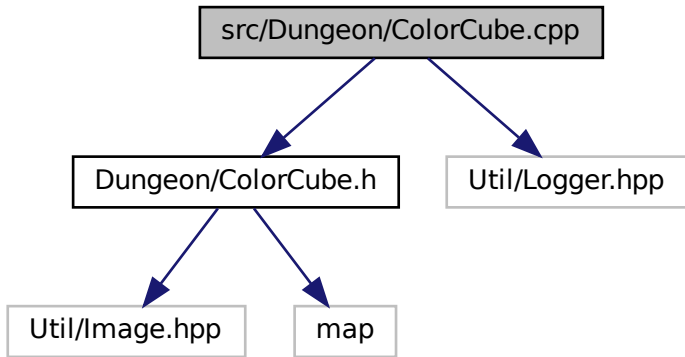 src/Dungeon/ColorCube.cpp
Dungeon/ColorCube.h
Util/Logger.hpp
Util/Image.hpp
map